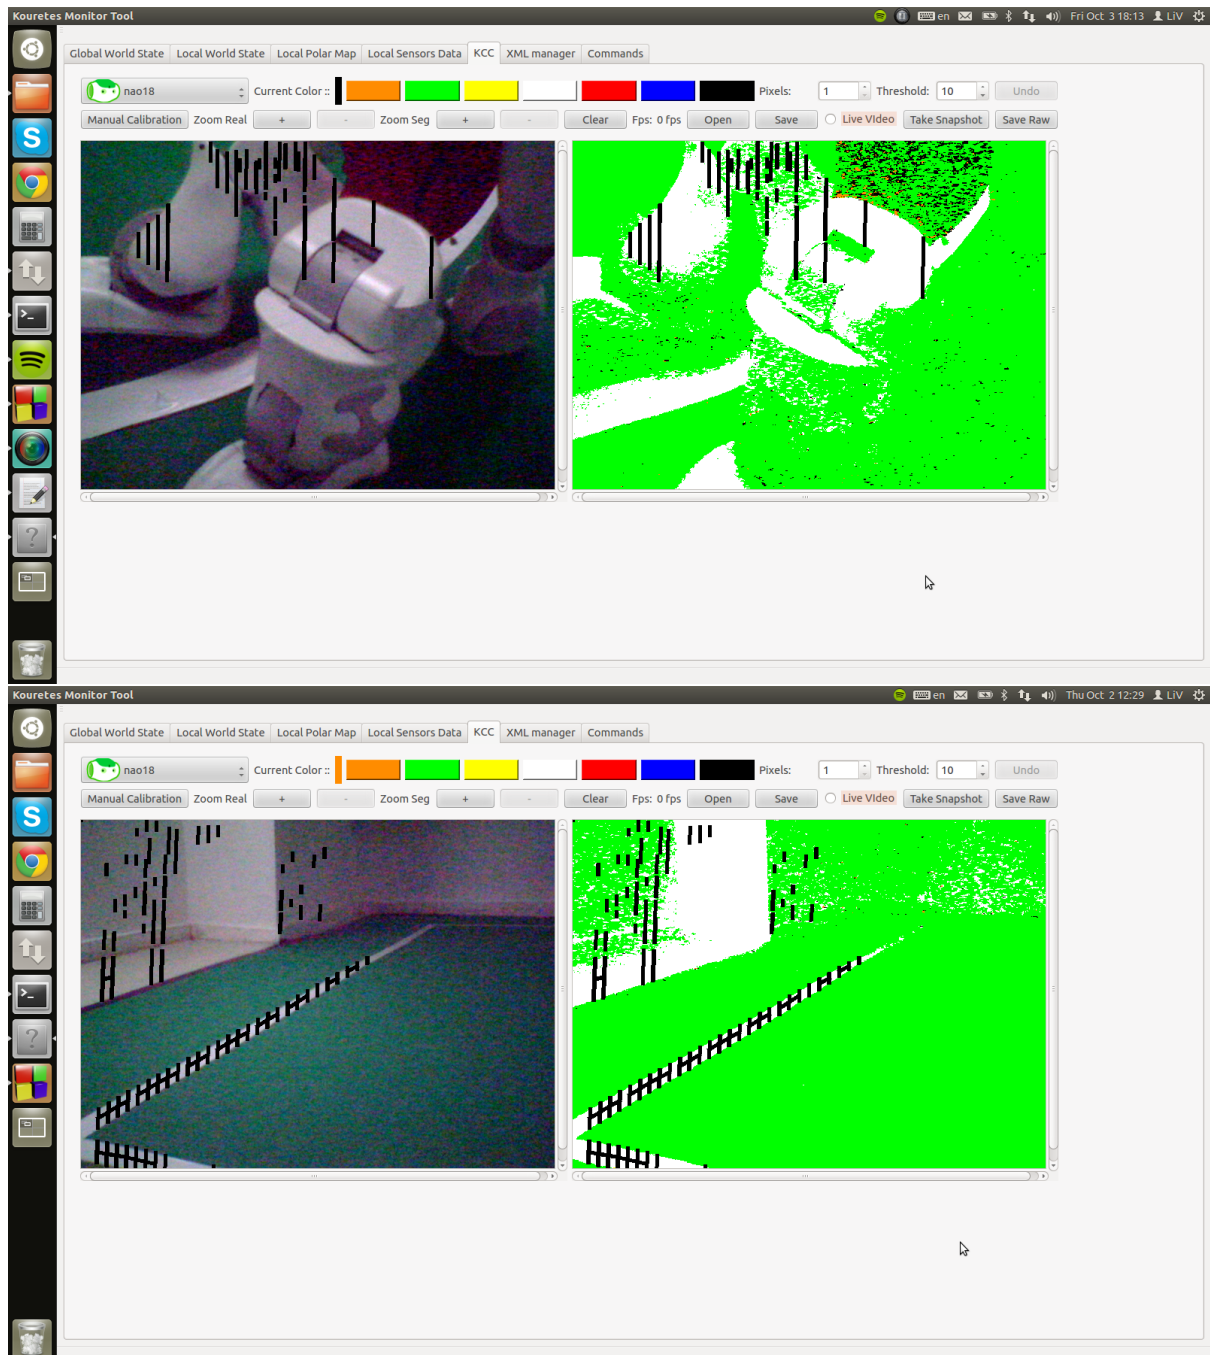 Kouretes Monitor Tool en Fri Oct 3 18:13 LiV
Global World State Local World State Local Polar Map Local Sensors Data KCC XML manager Commands
nao18 Current Color :: Pixels: 1 Threshold: 10 Undo
Manual Calibration Zoom Real + - Zoom Seg + - Clear Fps: 0 fps Open Save Live VIdeo Take Snapshot Save Raw
Kouretes Monitor Tool en Thu Oct 2 12:29 LiV
Global World State Local World State Local Polar Map Local Sensors Data KCC XML manager Commands
nao18 Current Color :: Pixels: 1 Threshold: 10 Undo
Manual Calibration Zoom Real + - Zoom Seg + - Clear Fps: 0 fps Open Save Live VIdeo Take Snapshot Save Raw